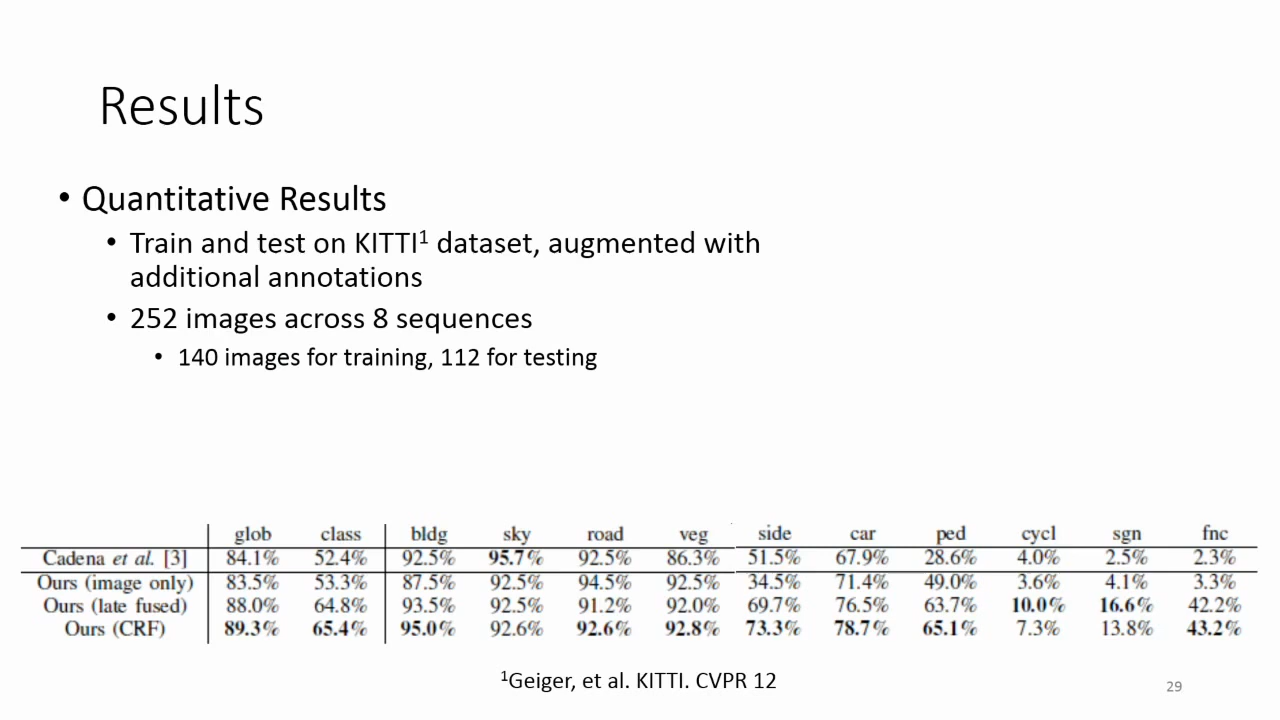 Results
• Quantitative Results
• Train and test on KITTI¹ dataset, augmented with
additional annotations
• 252 images across 8 sequences
• 140 images for training, 112 for testing
glob class bldg sky road veg side car ped cycl sgn fnc
Cadena et al. [3] 84.1% 52.4% 92.5% 95.7% 92.5% 86.3% 51.5% 67.9% 28.6% 4.0% 2.5% 2.3%
Ours (image only) 83.5% 53.3% 87.5% 92.5% 94.5% 92.5% 34.5% 71.4% 49.0% 3.6% 4.1% 3.3%
Ours (late fused) 88.0% 64.8% 93.5% 92.5% 91.2% 92.0% 69.7% 76.5% 63.7% 10.0% 16.6% 42.2%
Ours (CRF) 89.3% 65.4% 95.0% 92.6% 92.6% 92.8% 73.3% 78.7% 65.1% 7.3% 13.8% 43.2%
¹Geiger, et al. KITTI. CVPR 12
29